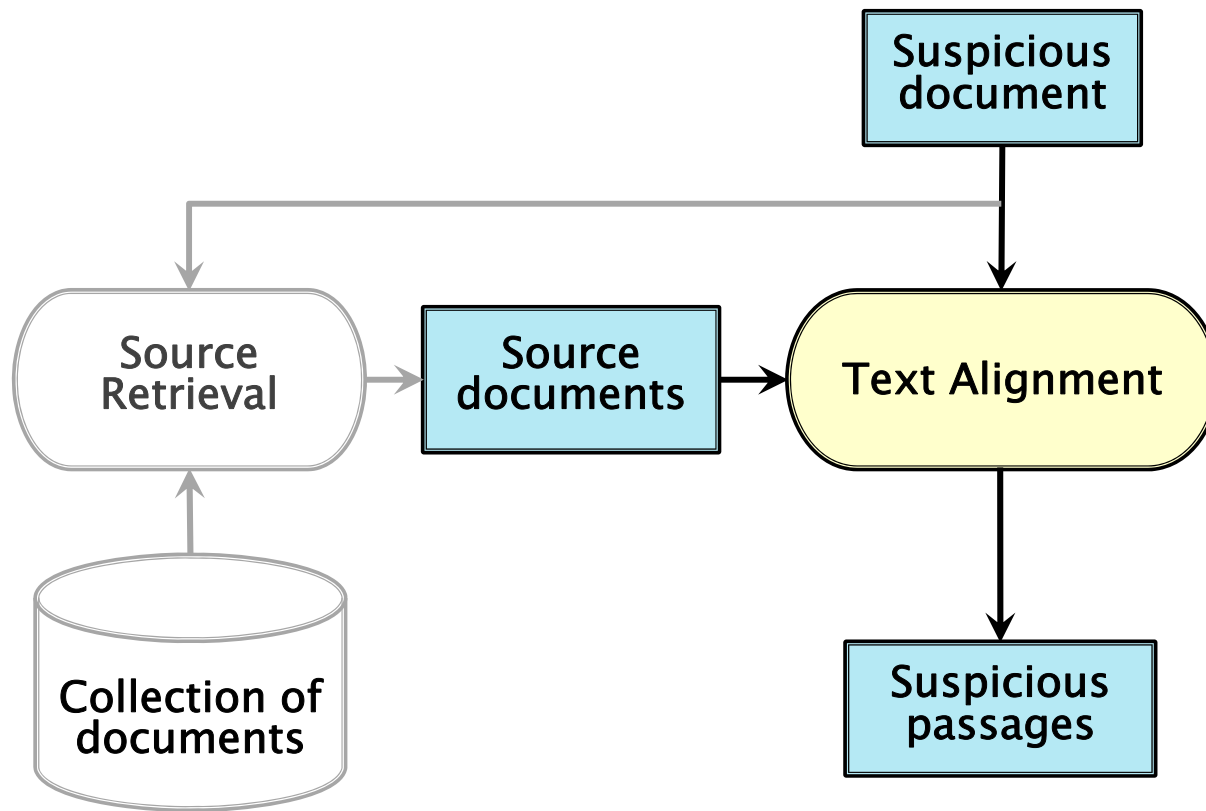 Suspicious
document
Source
Retrieval
Source
documents
Text Alignment
Collection of
documents
Suspicious
passages